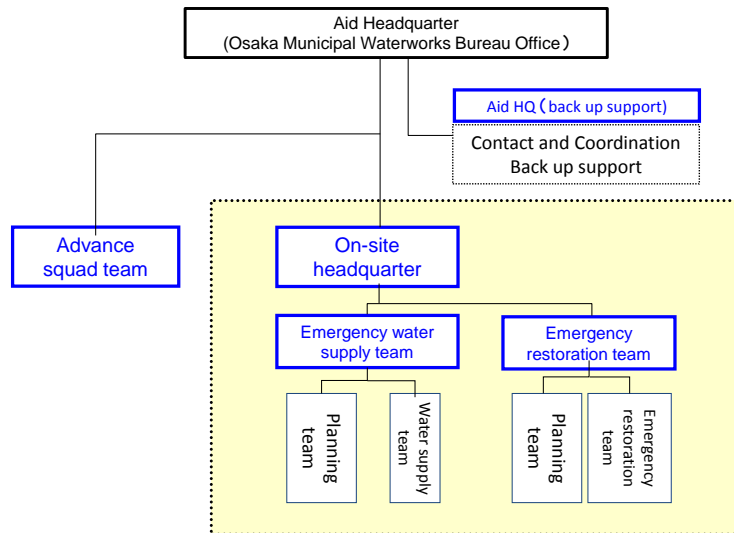 Aid Headquarter
(Osaka Municipal Waterworks Bureau Office）
Aid HQ（back up support)
Contact and Coordination
Back up support
Advance
squad team
On-site
headquarter
Emergency water
supply team
Emergency
restoration team
Planning
team
Water supply
team
Planning
team
Emergency
restoration
team